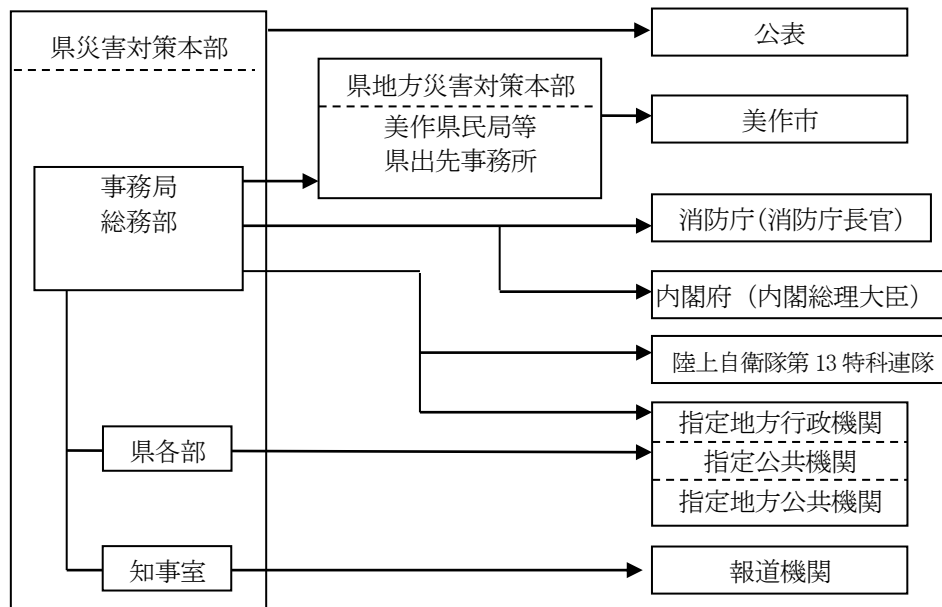 県災害対策本部
公表
県地方災害対策本部
美作県民局等
県出先事務所
美作市
事務局
総務部
消防庁(消防庁長官)
内閣府（内閣総理大臣）
陸上自衛隊第 13 特科連隊
指定地方行政機関
県各部
指定公共機関
指定地方公共機関
知事室
報道機関